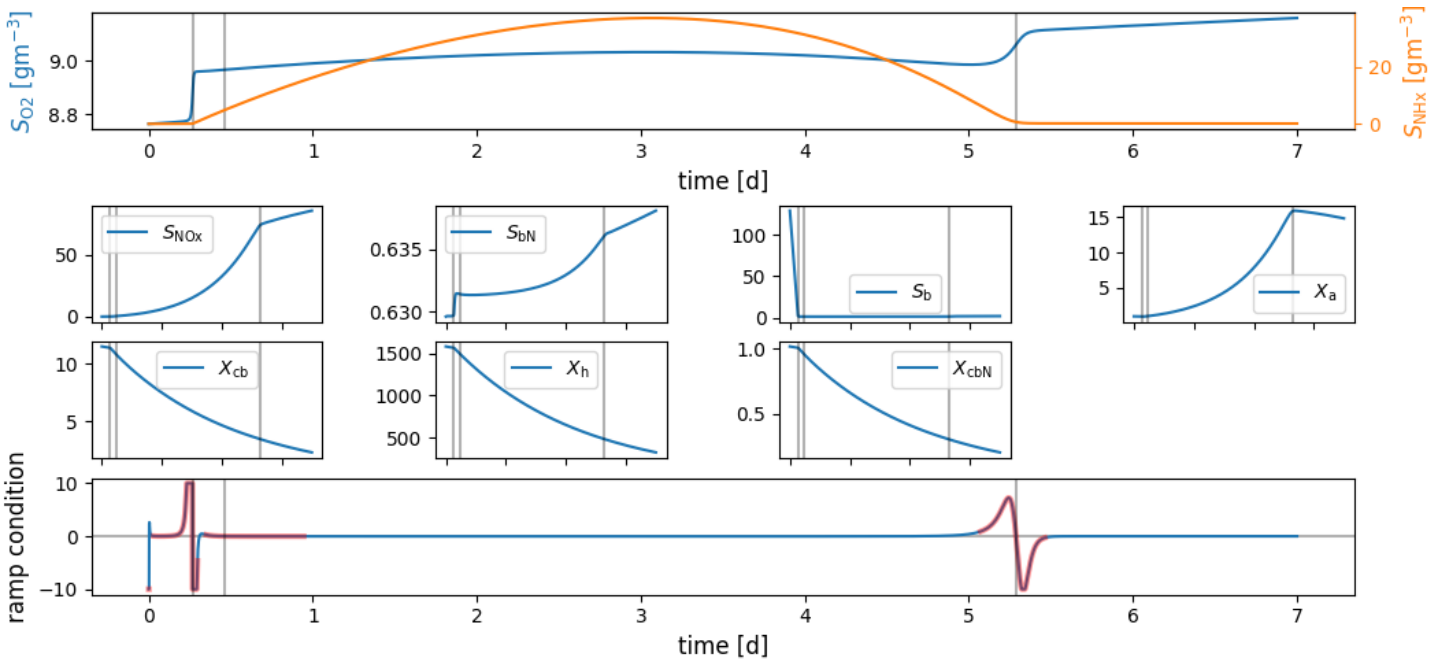 S_O2 [gm⁻³]
9.0
8.8
20
0
S_NHx [gm⁻³]
0 1 2 3 4 5 6 7
time [d]
50
0
S_NOx
0.635
0.630
S_bN
100
50
0
S_b
15
10
5
X_a
10
5
X_cb
1500
1000
500
X_h
1.0
0.5
X_cbN
ramp condition
10
0
−10
0 1 2 3 4 5 6 7
time [d]